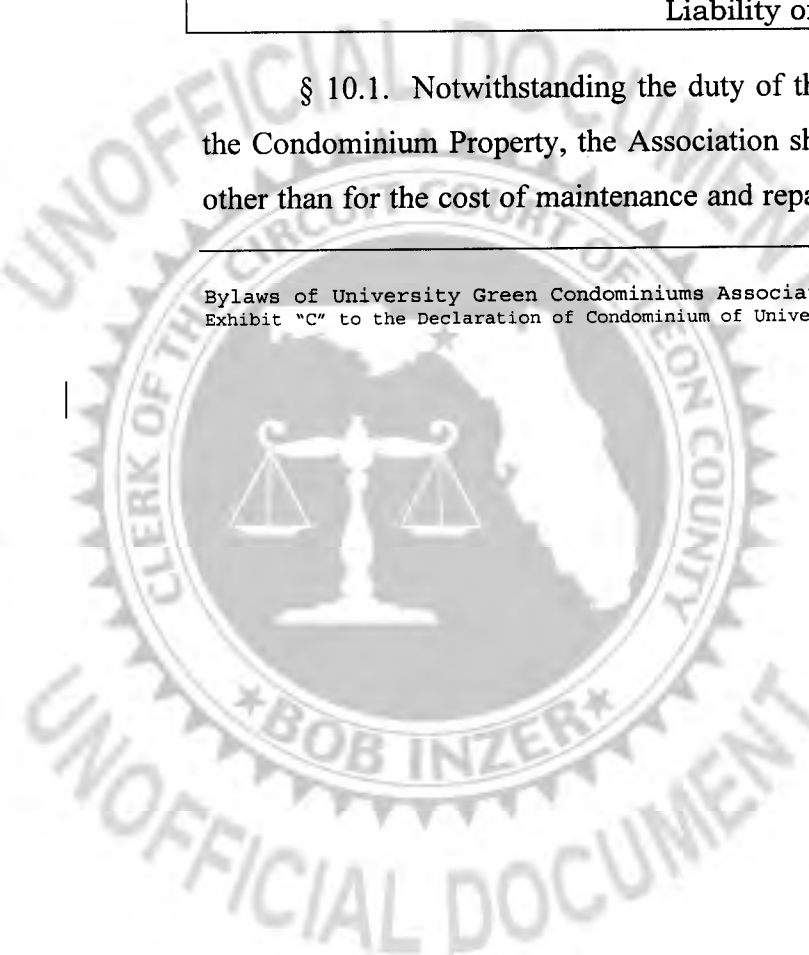 Liability o
§ 10.1. Notwithstanding the duty of th
the Condominium Property, the Association sh
other than for the cost of maintenance and repa
Bylaws of University Green Condominiums Associa
Exhibit "C" to the Declaration of Condominium of Unive
UNOFFICIAL DOCUMENT
CLERK OF THE CIRCUIT COURT OF LEON COUNTY
★BOB INZER★
UNOFFICIAL DOCUMENT